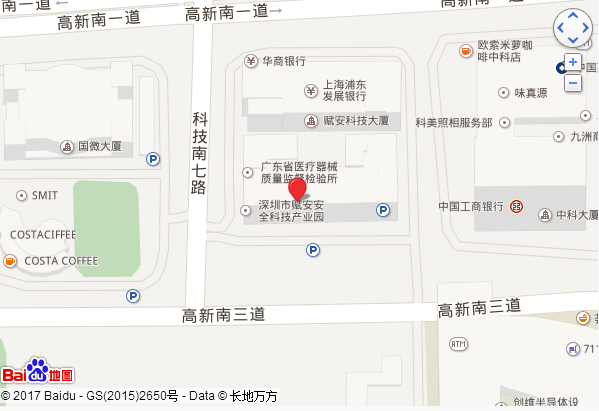 南一道
高新南一道
高新南一道
华商银行
欧索米萝咖
啡中科店
中国
上海浦东
发展银行
味真源
科技南七路
赋安科技大厦
科美照相服务部
九洲
国微大厦
P
P
广东省医疗器械
质量监督检验所
SMIT
深圳市赋安安
全科技产业园
P
中国工商银行
中科大厦
COSTACIFFEE
COSTA COFFEE
P
P
高新南三道
高新南三道
ATM
711
Bai du 地图
创维半导体设
© 2017 Baidu - GS(2015)2650号 - Data © 长地万方